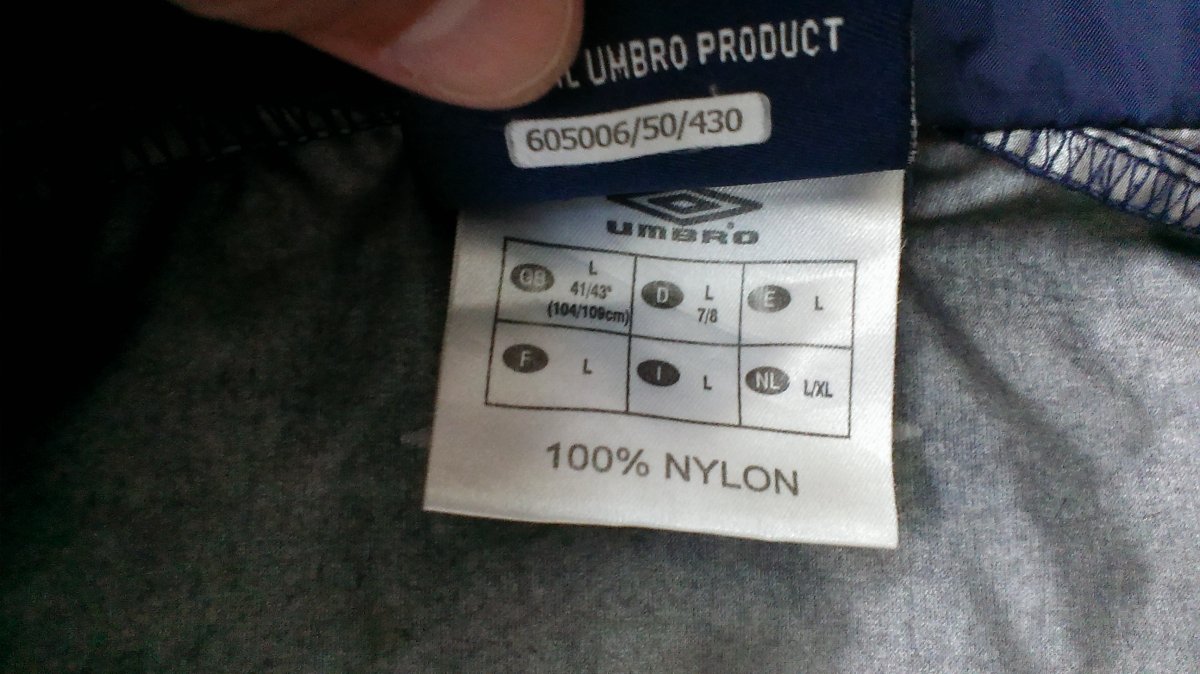 UMBRO PRODUCT
605006/50/430
UMBRO
GB L 41/43" (104/109cm)
D L 7/8
E L
F L
I L
NL L/XL
100% NYLON